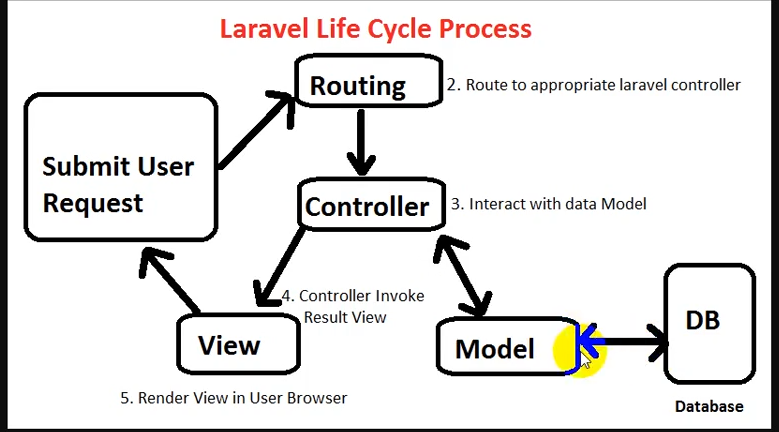 Laravel Life Cycle Process
Routing
2. Route to appropriate laravel controller
Submit User
Request
Controller
3. Interact with data Model
4. Controller Invoke
Result View
View
Model
DB
5. Render View in User Browser
Database